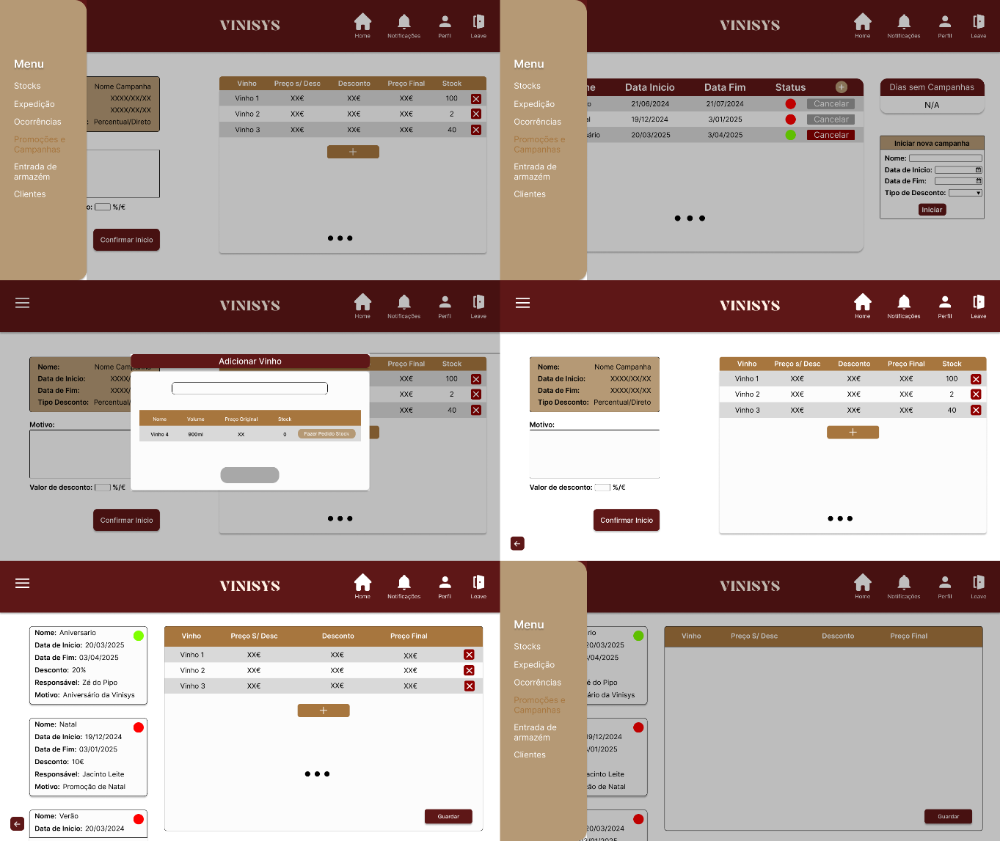 VINISYS
Home
Notificações
Perfil
Leave
Menu
Stocks
Expedição
Ocorrências
Promoções e
Campanhas
Entrada de
armazém
Clientes
Nome Campanha
XXXX/XX/XX
XXXX/XX/XX
: Percentual/Direto
o: %/€
Confirmar Inicio
Vinho Preço s/ Desc Desconto Preço Final Stock
Vinho 1 XX€ XX€ XX€ 100
Vinho 2 XX€ XX€ XX€ 2
Vinho 3 XX€ XX€ XX€ 40
+
VINISYS
Home
Notificações
Perfil
Leave
Menu
Stocks
Expedição
Ocorrências
Promoções e
Campanhas
Entrada de
armazém
Clientes
ne Data Inicio Data Fim Status +
o 21/06/2024 21/07/2024 Cancelar
al 19/12/2024 3/01/2025 Cancelar
sário 20/03/2025 3/04/2025 Cancelar
Dias sem Campanhas
N/A
Iniciar nova campanha
Nome:
Data de Inicio:
Data de Fim:
Tipo de Desconto:
Iniciar
VINISYS
Home
Notificações
Perfil
Leave
Nome: Nome Camp
Data de Inicio: XXXX/
Data de Fim: XXXX/
Tipo Desconto: Percentual/
Motivo:
Valor de desconto: %/€
Confirmar Inicio
Preço Final Stock
XX€ 100
XX€ 2
XX€ 40
Adicionar Vinho
Nome Volume Preço Original Stock
Vinho 4 900ml XX 0 Fazer Pedido Stock
VINISYS
Home
Notificações
Perfil
Leave
Nome: Nome Campanha
Data de Inicio: XXXX/XX/XX
Data de Fim: XXXX/XX/XX
Tipo Desconto: Percentual/Direto
Motivo:
Valor de desconto: %/€
Confirmar Inicio
Vinho Preço s/ Desc Desconto Preço Final Stock
Vinho 1 XX€ XX€ XX€ 100
Vinho 2 XX€ XX€ XX€ 2
Vinho 3 XX€ XX€ XX€ 40
+
VINISYS
Home
Notificações
Perfil
Leave
Nome: Aniversario
Data de Inicio: 20/03/2025
Data de Fim: 03/04/2025
Desconto: 20%
Responsável: Zé do Pipo
Motivo: Aniversário da Vinisys
Nome: Natal
Data de Inicio: 19/12/2024
Data de Fim: 03/01/2025
Desconto: 10€
Responsável: Jacinto Leite
Motivo: Promoção de Natal
Nome: Verão
Data de Inicio: 20/03/2024
Vinho Preço S/ Desc Desconto Preço Final
Vinho 1 XX€ XX€ XX€
Vinho 2 XX€ XX€ XX€
Vinho 3 XX€ XX€ XX€
+
Guardar
VINISYS
Home
Notificações
Perfil
Leave
Menu
Stocks
Expedição
Ocorrências
Promoções e
Campanhas
Entrada de
armazém
Clientes
rio
20/03/2025
/04/2025
é do Pipo
ário da Vinisys
19/12/2024
/01/2025
acinto Leite
ção de Natal
20/03/2024
Vinho Preço S/ Desc Desconto Preço Final
Guardar